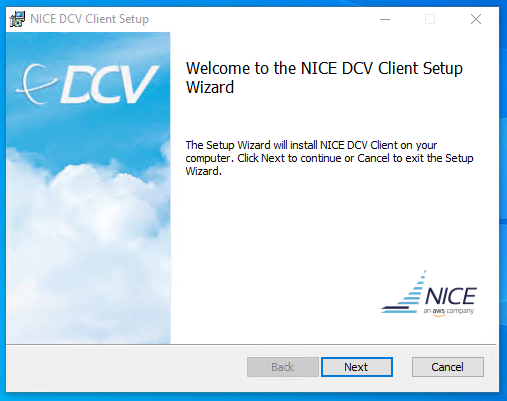 NICE DCV Client Setup
DCV
Welcome to the NICE DCV Client Setup
Wizard
The Setup Wizard will install NICE DCV Client on your
computer. Click Next to continue or Cancel to exit the Setup
Wizard.
NICE
an aws company
Back
Next
Cancel